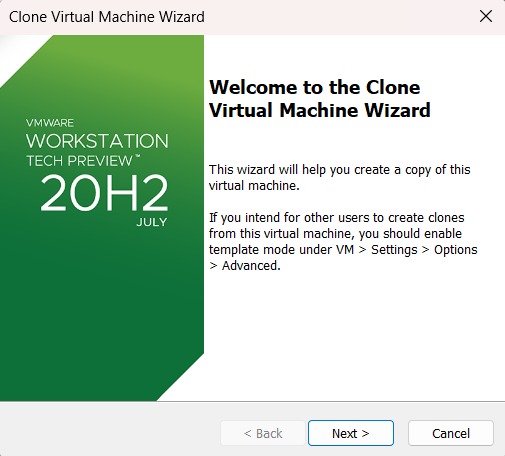 Clone Virtual Machine Wizard
VMWARE
WORKSTATION
TECH PREVIEW™
20H2
JULY
Welcome to the Clone
Virtual Machine Wizard
This wizard will help you create a copy of this
virtual machine.
If you intend for other users to create clones
from this virtual machine, you should enable
template mode under VM > Settings > Options
> Advanced.
< Back
Next >
Cancel